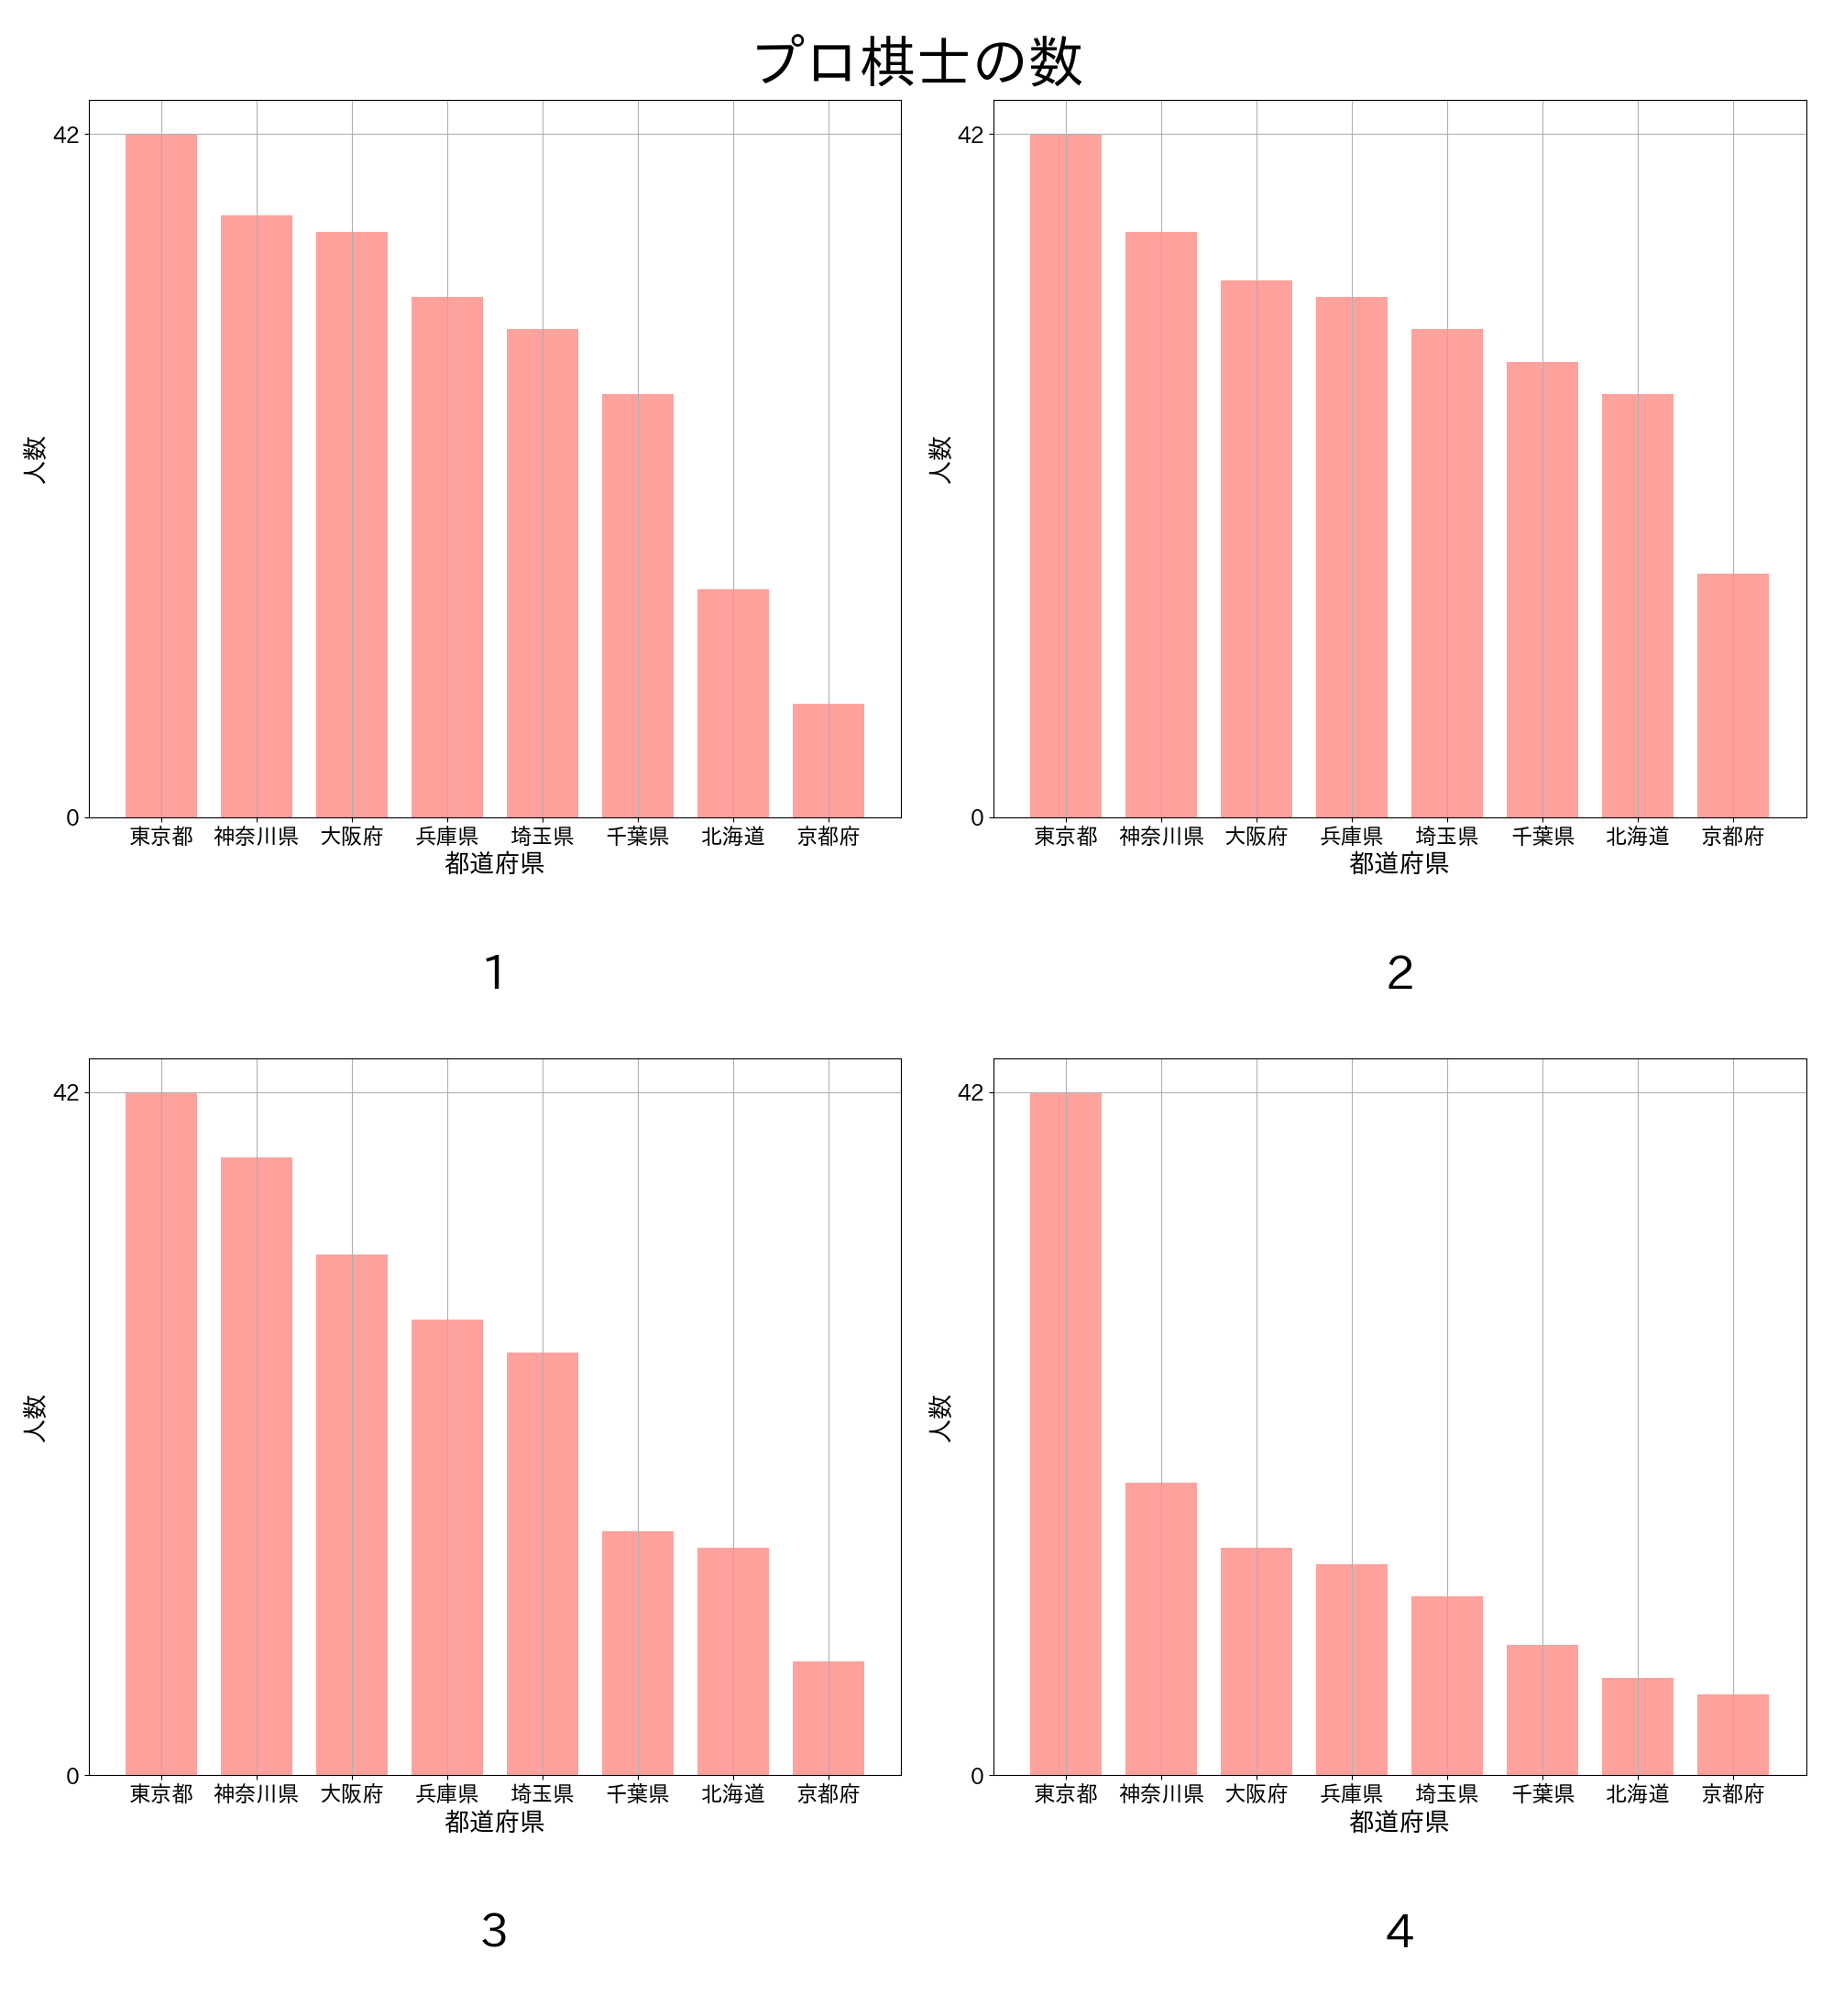 プロ棋士の数
42
0
人数
東京都 神奈川県 大阪府 兵庫県 埼玉県 千葉県 北海道 京都府
都道府県
1
42
0
人数
東京都 神奈川県 大阪府 兵庫県 埼玉県 千葉県 北海道 京都府
都道府県
2
42
0
人数
東京都 神奈川県 大阪府 兵庫県 埼玉県 千葉県 北海道 京都府
都道府県
3
42
0
人数
東京都 神奈川県 大阪府 兵庫県 埼玉県 千葉県 北海道 京都府
都道府県
4